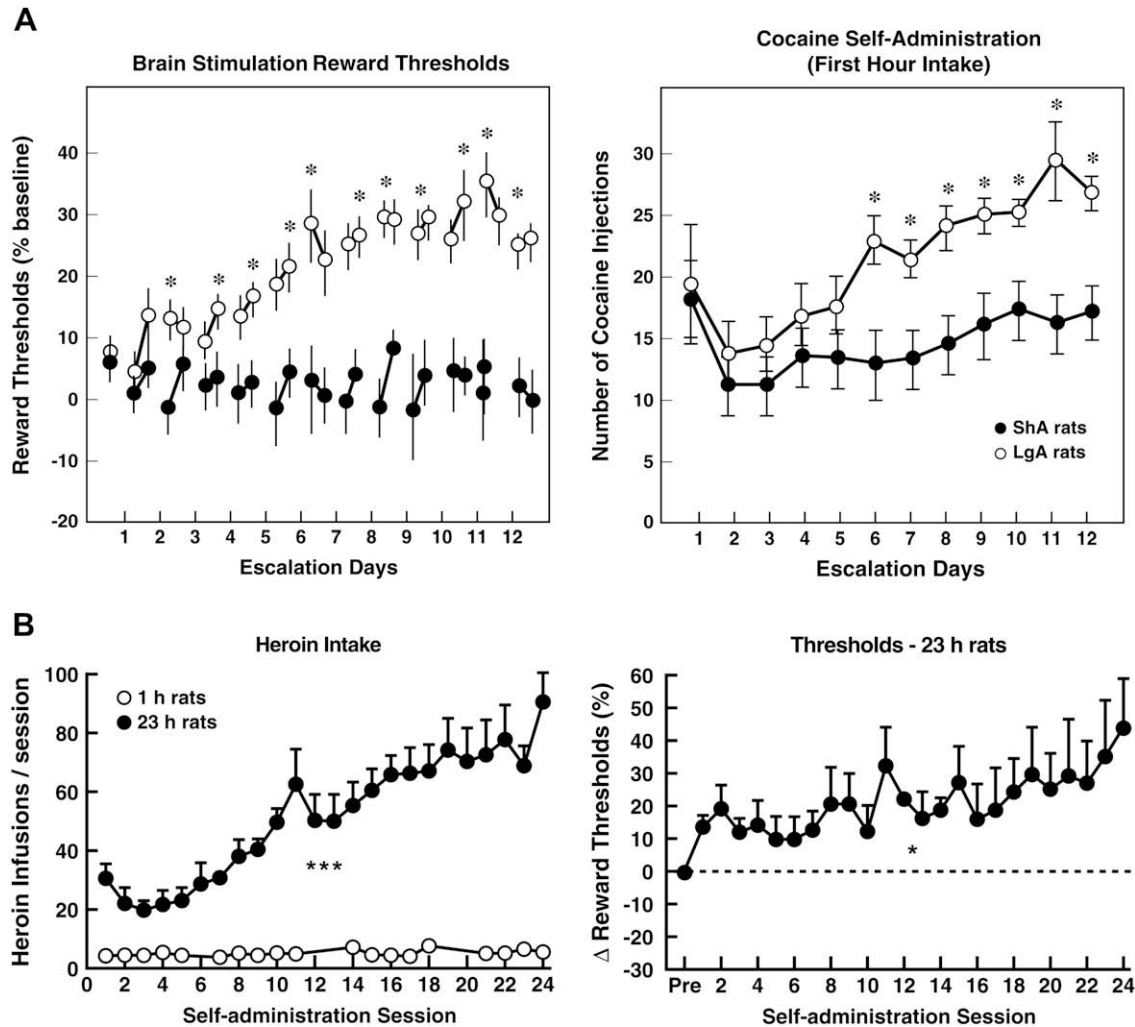 A
Brain Stimulation Reward Thresholds
Reward Thresholds (% baseline)
40
30
20
10
0
-10
-20
* * * * * * * * * * * *
1 2 3 4 5 6 7 8 9 10 11 12
Escalation Days
Cocaine Self-Administration
(First Hour Intake)
Number of Cocaine Injections
30
25
20
15
10
5
0
* * * * * * *
ShA rats
LgA rats
1 2 3 4 5 6 7 8 9 10 11 12
Escalation Days
B
Heroin Intake
Heroin Infusions / session
100
80
60
40
20
0
1 h rats
23 h rats
***
0 2 4 6 8 10 12 14 16 18 20 22 24
Self-administration Session
Thresholds - 23 h rats
Δ Reward Thresholds (%)
60
50
40
30
20
10
0
-10
-20
-30
*
Pre 2 4 6 8 10 12 14 16 18 20 22 24
Self-administration Session